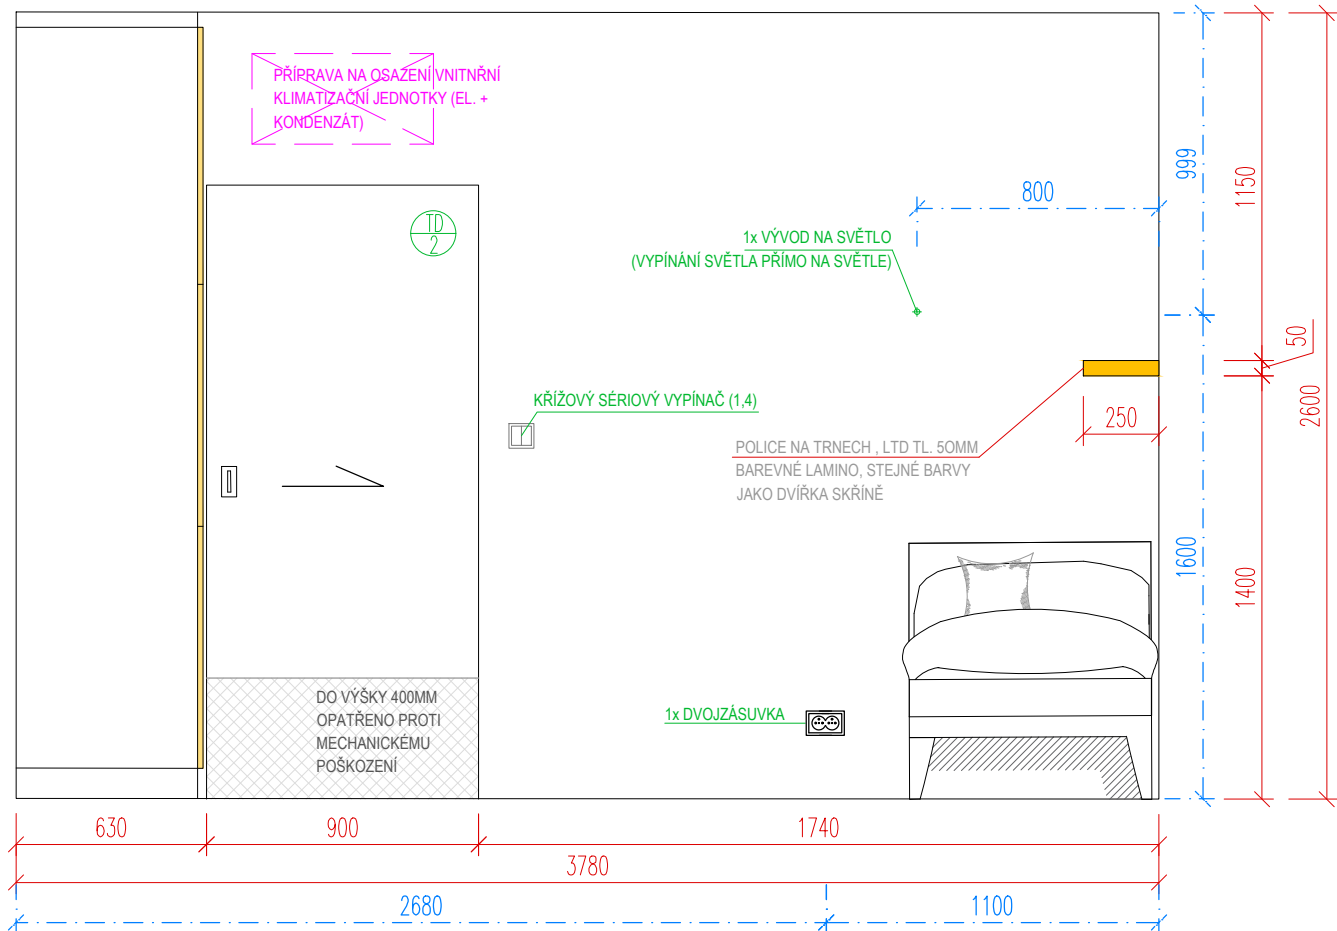 PŘÍPRAVA NA OSAZENÍ VNITNŘNÍ
KLIMATIZAČNÍ JEDNOTKY (EL. +
KONDENZÁT)
TD
2
800
999
1150
1x VÝVOD NA SVĚTLO
(VYPÍNÁNÍ SVĚTLA PŘÍMO NA SVĚTLE)
50
2600
KŘÍŽOVÝ SÉRIOVÝ VYPÍNAČ (1,4)
250
POLICE NA TRNECH , LTD TL. 50MM
BAREVNÉ LAMINO, STEJNÉ BARVY
JAKO DVÍŘKA SKŘÍNĚ
1600
1400
DO VÝŠKY 400MM
OPATŘENO PROTI
MECHANICKÉMU
POŠKOZENÍ
1x DVOJZÁSUVKA
630
900
1740
3780
2680
1100